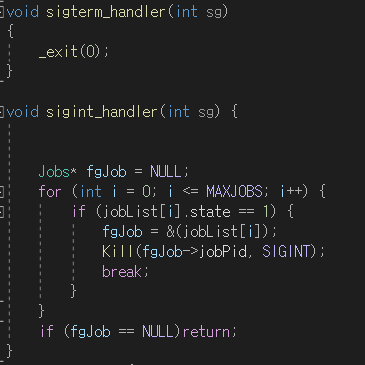 void sigterm_handler(int sg)
{
    _exit(0);
}

void sigint_handler(int sg) {

    Jobs* fgJob = NULL;
    for (int i = 0; i <= MAXJOBS; i++) {
        if (jobList[i].state == 1) {
            fgJob = &(jobList[i]);
            Kill(fgJob->jobPid, SIGINT);
            break;
        }
    }
    if (fgJob == NULL)return;
}